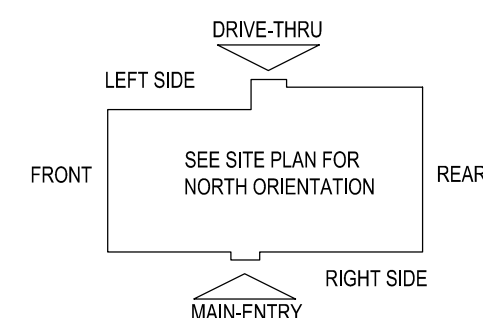 DRIVE-THRU
LEFT SIDE
FRONT
SEE SITE PLAN FOR
NORTH ORIENTATION
REAR
RIGHT SIDE
MAIN-ENTRY